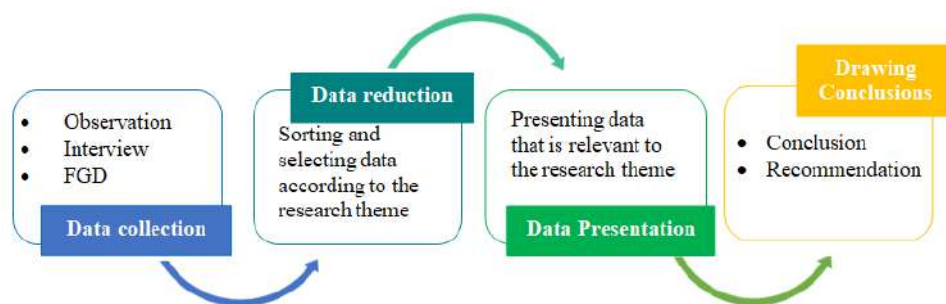 • Observation
• Interview
• FGD
Data collection
Data reduction
Sorting and
selecting data
according to the
research theme
Presenting data
that is relevant to
the research theme
Data Presentation
Drawing
Conclusions
• Conclusion
• Recommendation